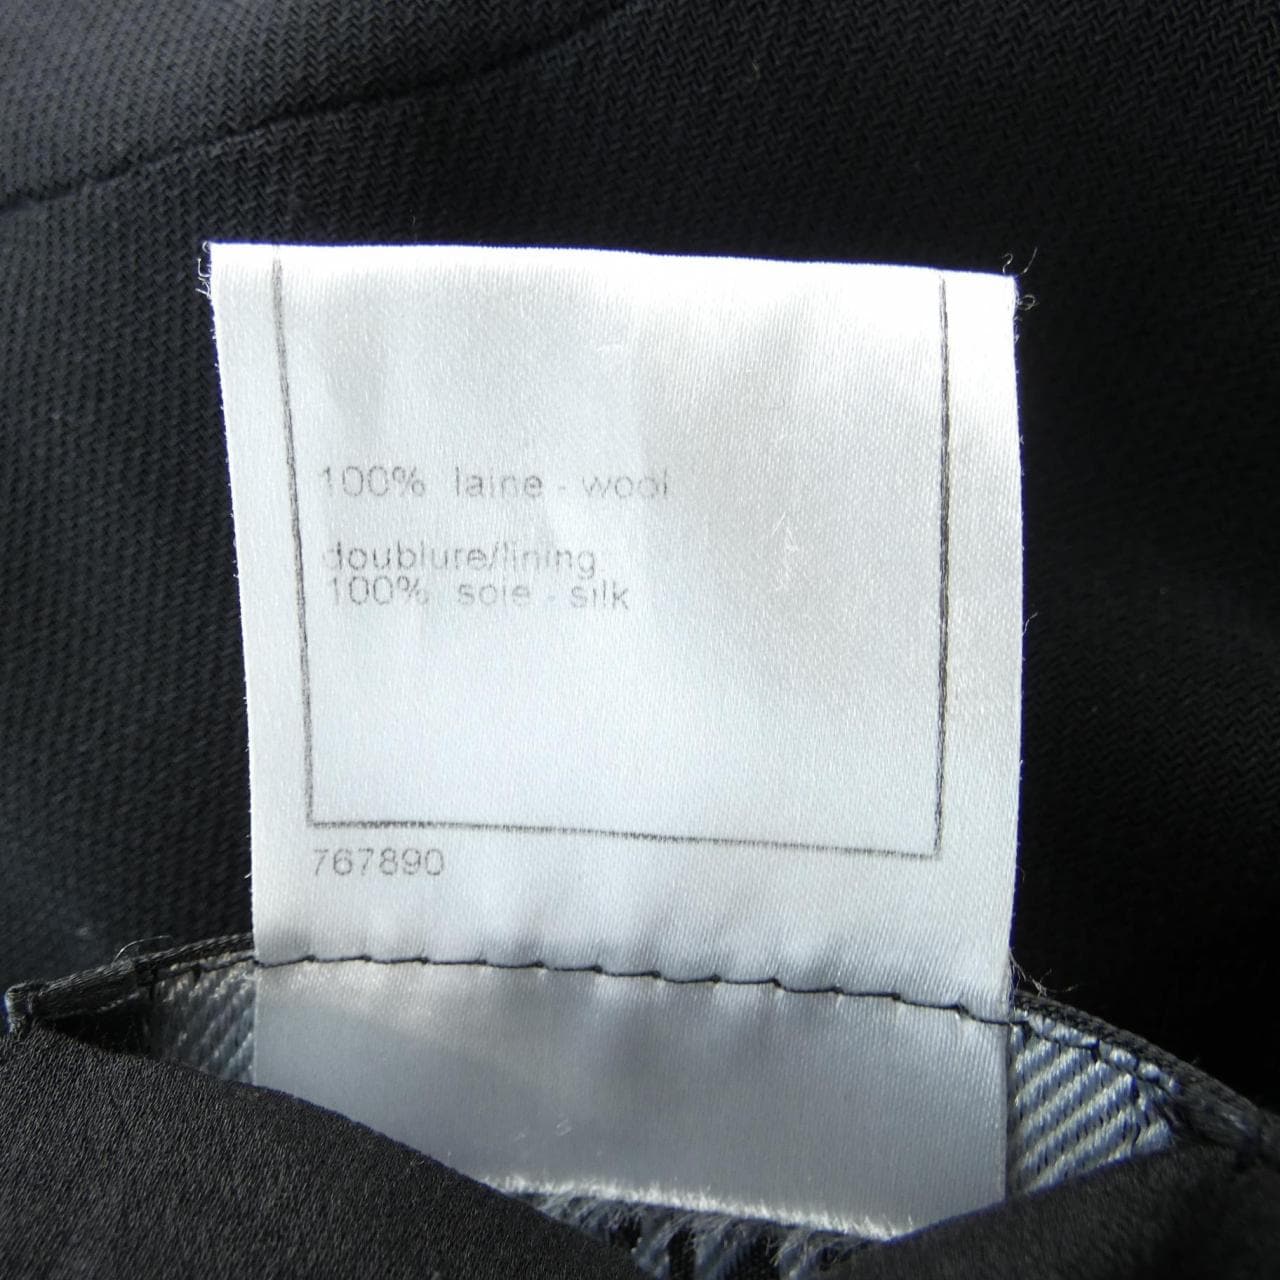 100% laine - wool
doublure/lining:
100% soie - silk
767890